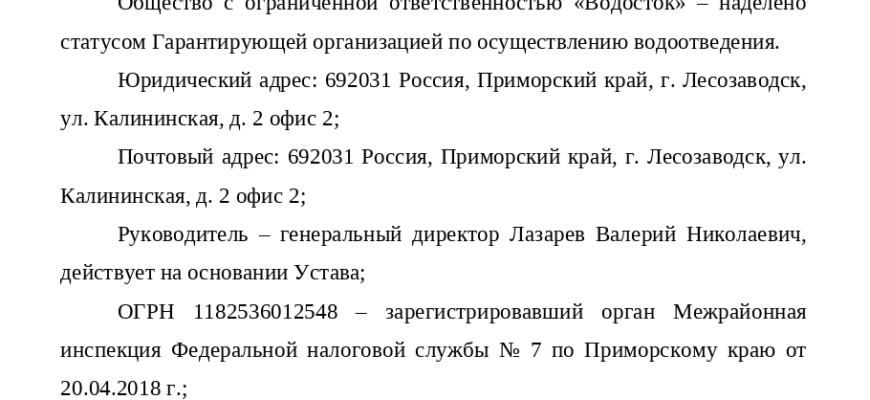 Общество с ограниченной ответственностью «Водосток» – наделено
статусом Гарантирующей организацией по осуществлению водоотведения.
Юридический адрес: 692031 Россия, Приморский край, г. Лесозаводск,
ул. Калининская, д. 2 офис 2;
Почтовый адрес: 692031 Россия, Приморский край, г. Лесозаводск, ул.
Калининская, д. 2 офис 2;
Руководитель – генеральный директор Лазарев Валерий Николаевич,
действует на основании Устава;
ОГРН 1182536012548 – зарегистрировавший орган Межрайонная
инспекция Федеральной налоговой службы № 7 по Приморскому краю от
20.04.2018 г.;